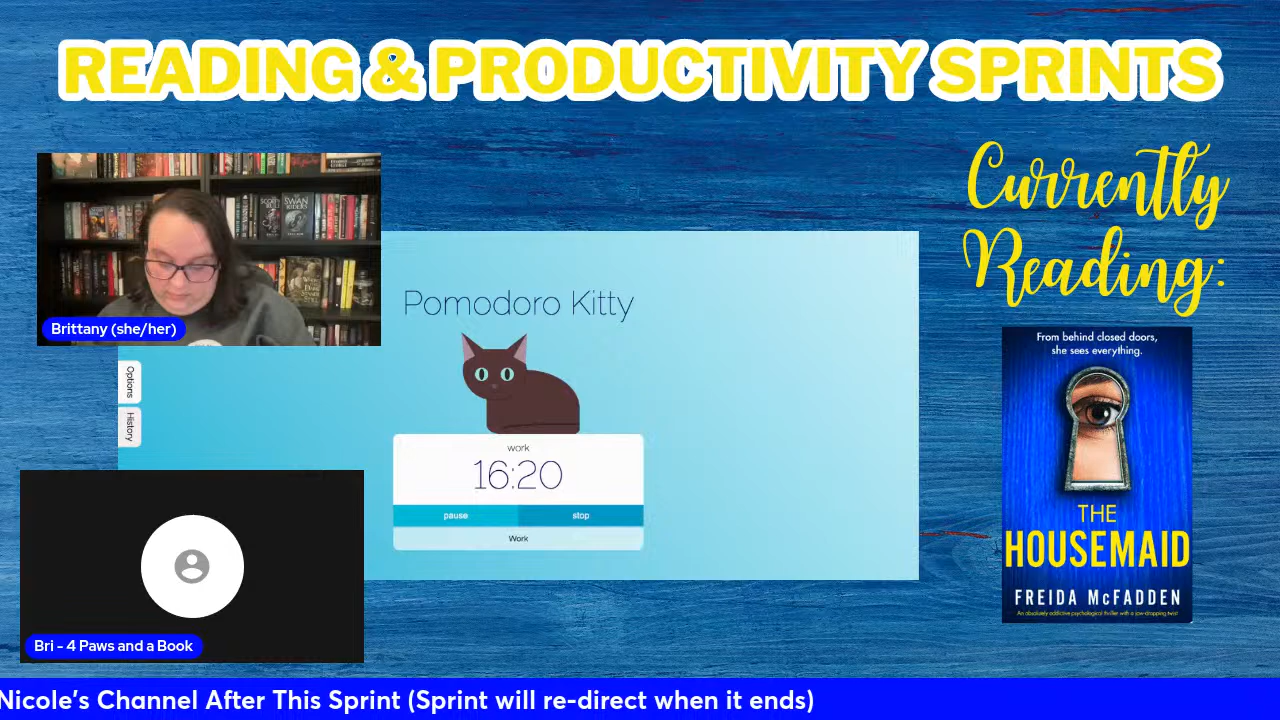 READING & PRODUCTIVITY SPRINTS
Currently
Reading:
Brittany (she/her)
Pomodoro Kitty
Options
History
work
16:20
pause
stop
Work
Bri - 4 Paws and a Book
From behind closed doors,
she sees everything.
THE
HOUSEMAID
FREIDA McFADDEN
An absolutely addictive psychological thriller with a jaw-dropping twist
Nicole's Channel After This Sprint (Sprint will re-direct when it ends)